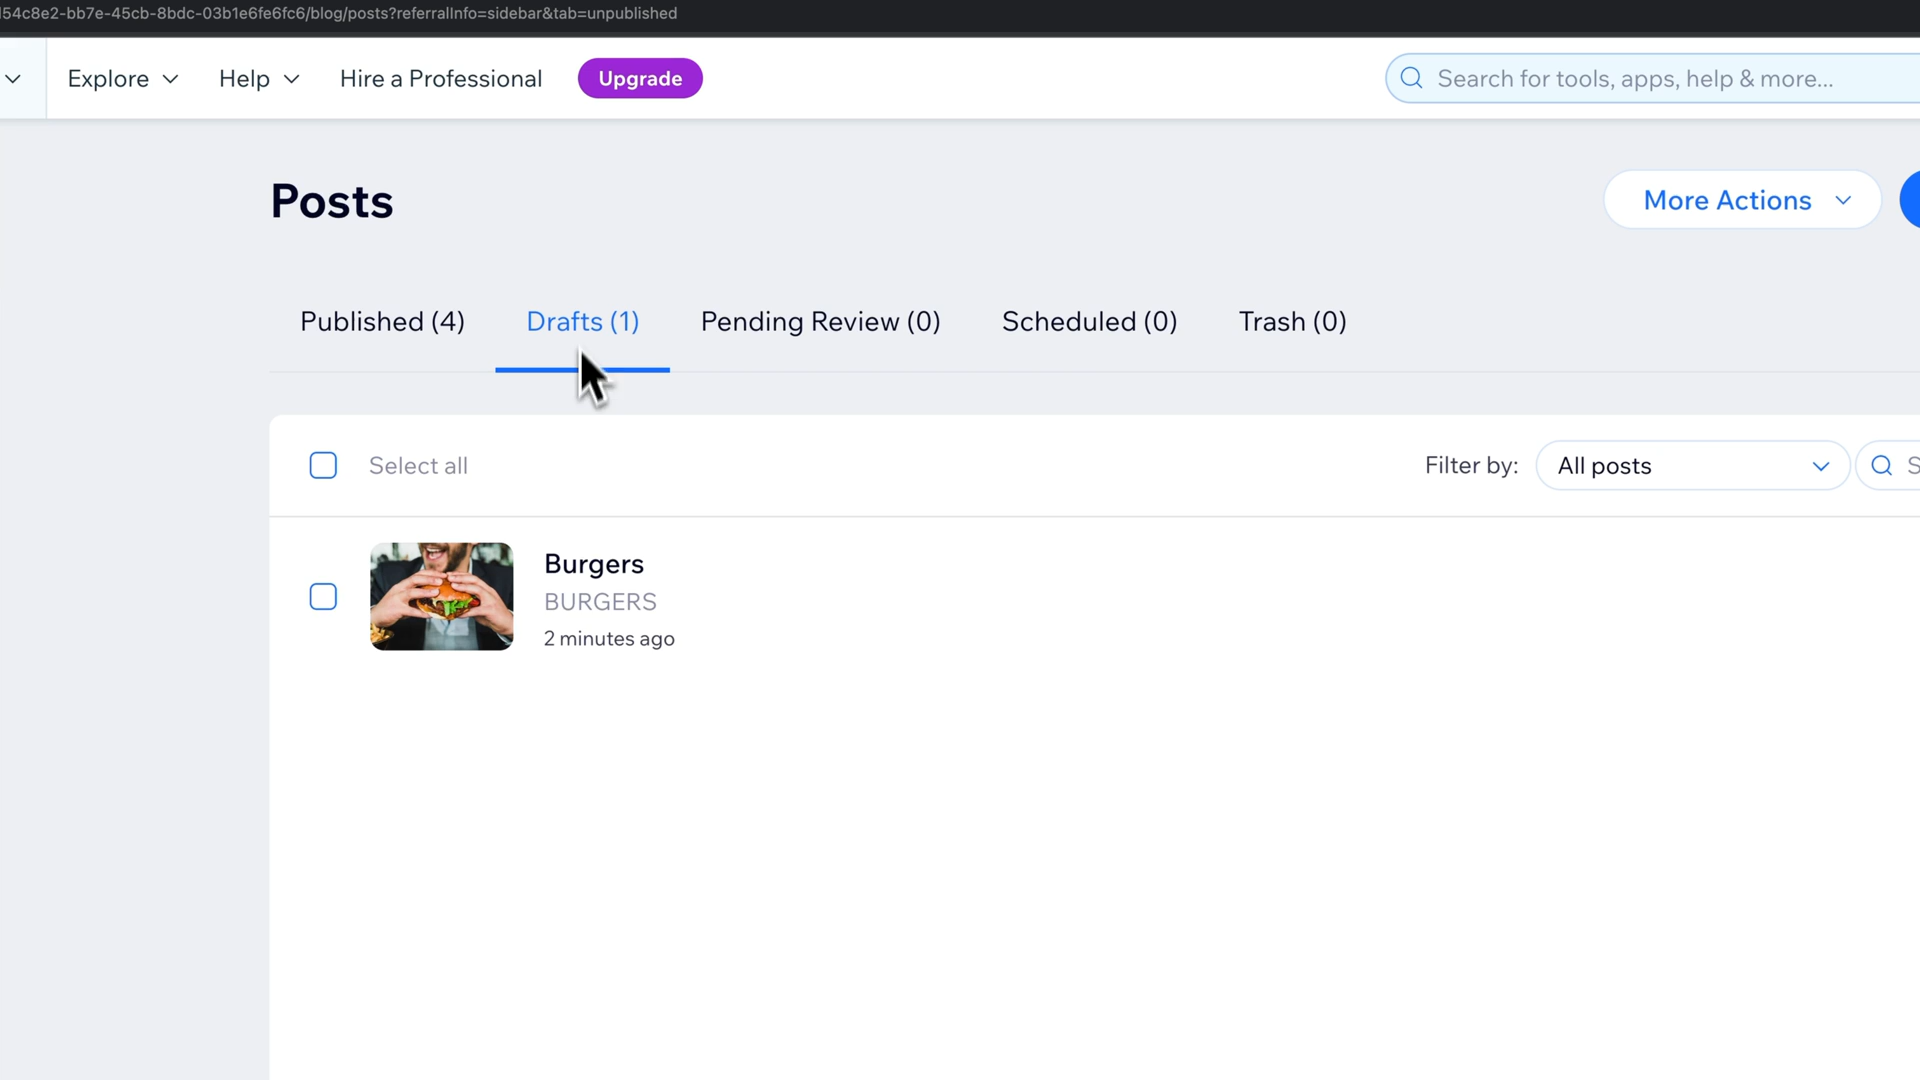 l54c8e2-bb7e-45cb-8bdc-03b1e6fe6fc6/blog/posts?referralInfo=sidebar&tab=unpublished
Explore Help Hire a Professional Upgrade Search for tools, apps, help & more...
Posts More Actions
Published (4) Drafts (1) Pending Review (0) Scheduled (0) Trash (0)
Select all Filter by: All posts S
Burgers
BURGERS
2 minutes ago